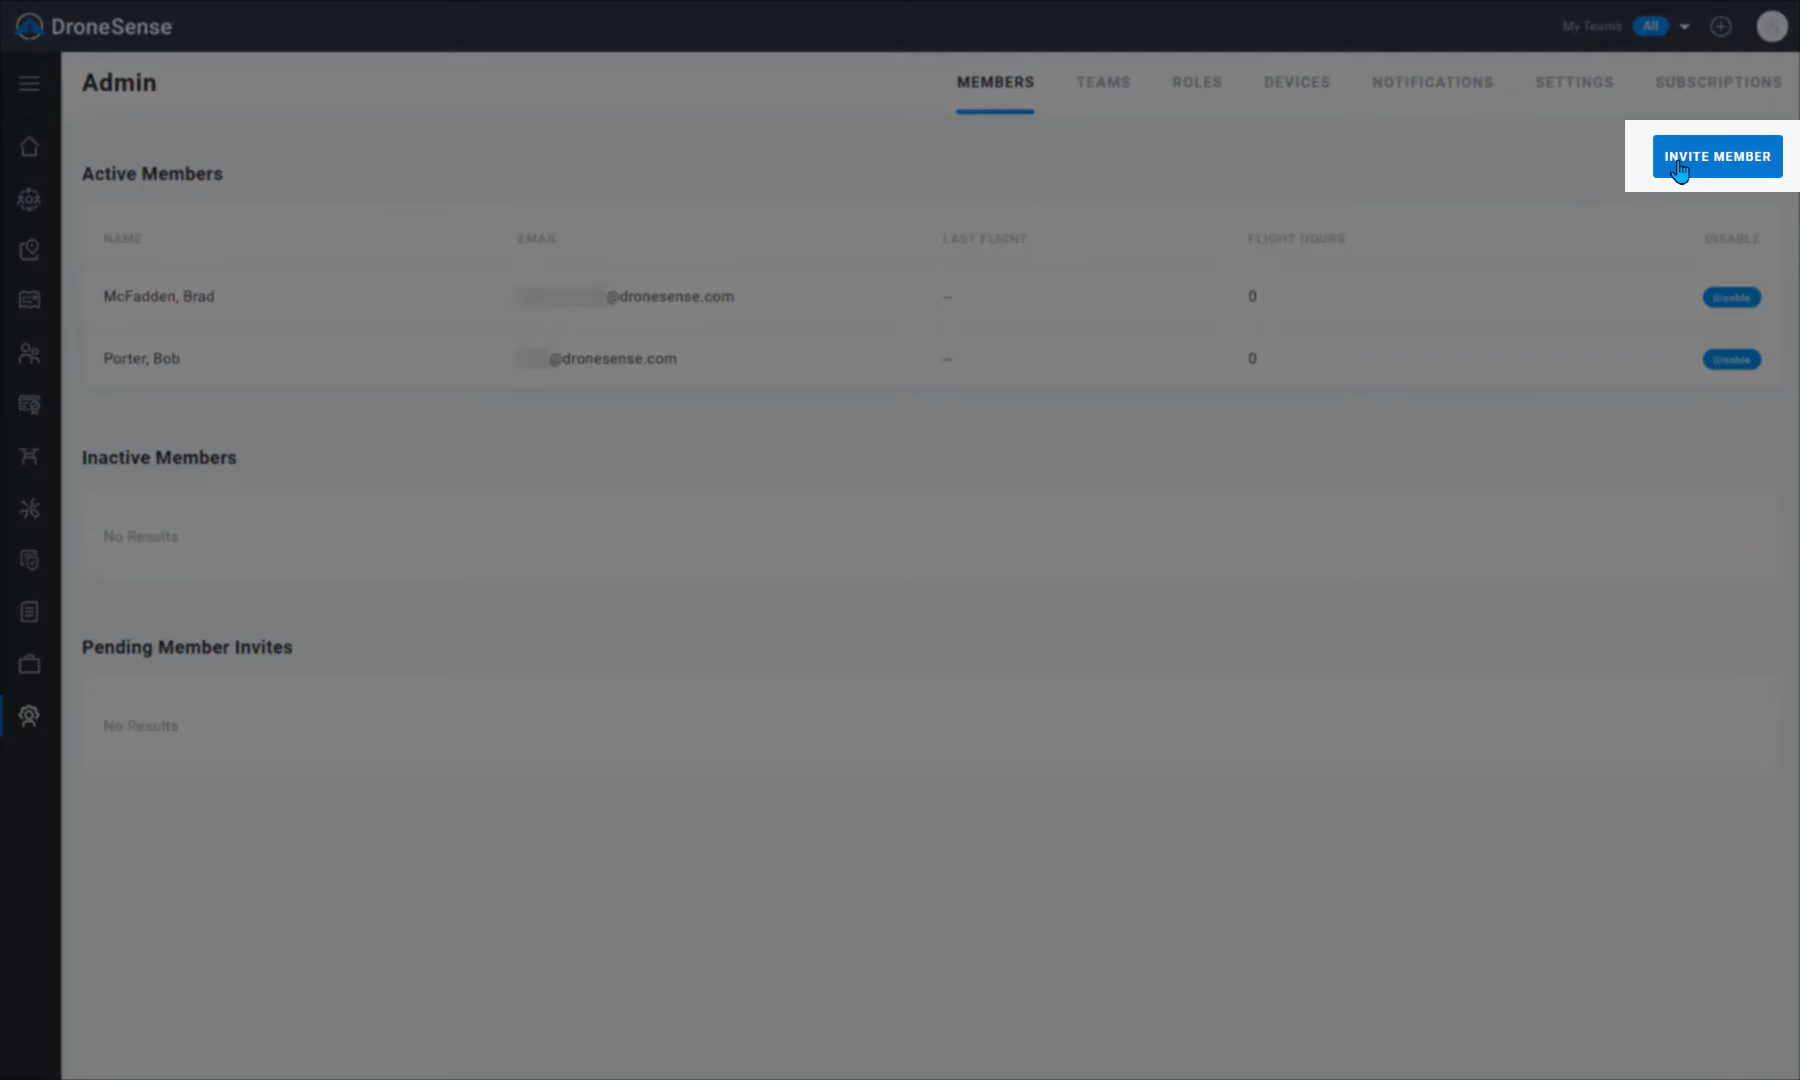 DroneSense
My Teams All
Admin
MEMBERS TEAMS ROLES DEVICES NOTIFICATIONS SETTINGS SUBSCRIPTIONS
INVITE MEMBER
Active Members
NAME EMAIL LAST FLIGHT FLIGHT HOURS DISABLE
McFadden, Brad @dronesense.com -- 0 Disable
Porter, Bob @dronesense.com -- 0 Disable
Inactive Members
No Results
Pending Member Invites
No Results